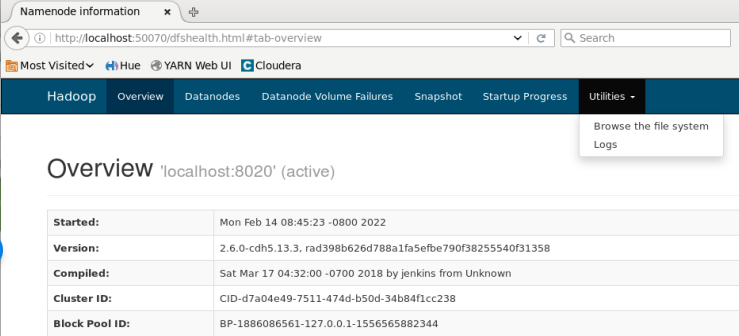 Namenode information
http://localhost:50070/dfshealth.html#tab-overview
Search
Most Visited Hue YARN Web UI Cloudera
Hadoop Overview Datanodes Datanode Volume Failures Snapshot Startup Progress Utilities
Browse the file system
Logs
Overview 'localhost:8020' (active)
Started: Mon Feb 14 08:45:23 -0800 2022
Version: 2.6.0-cdh5.13.3, rad398b626d788a1fa5efbe790f38255540f31358
Compiled: Sat Mar 17 04:32:00 -0700 2018 by jenkins from Unknown
Cluster ID: CID-d7a04e49-7511-474d-b50d-34b84f1cc238
Block Pool ID: BP-1886086561-127.0.0.1-1556565882344